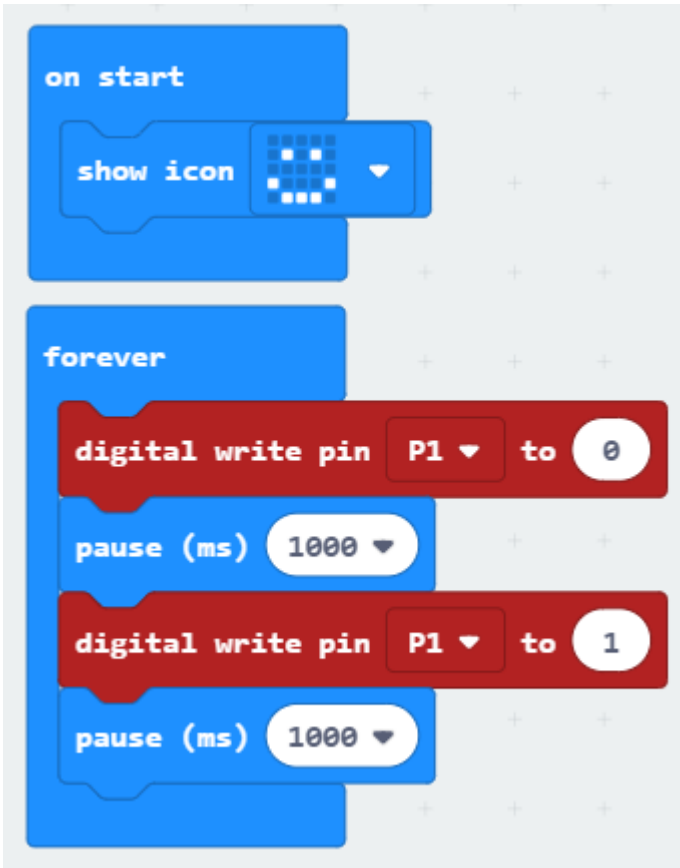 on start
show icon
forever
digital write pin P1 to 0
pause (ms) 1000
digital write pin P1 to 1
pause (ms) 1000